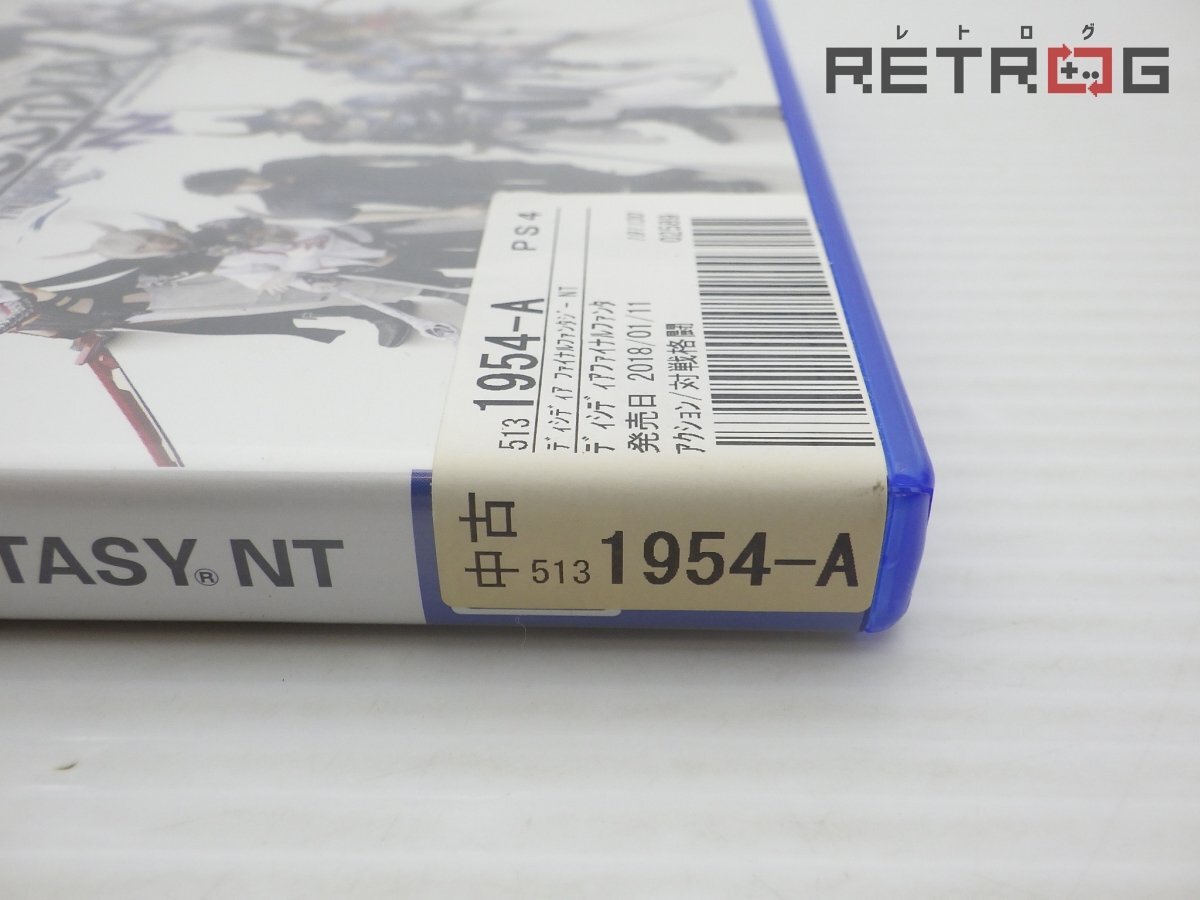 レトログ
RETROG
SSIDIA
PS4
513 1954-A
ディシディア ファイナルファンタジー NT
ディシディアファイナルファンタ
発売日 2018/01/11
アクション/対戦格闘
02589
中古 513 1954-A
TASY® NT